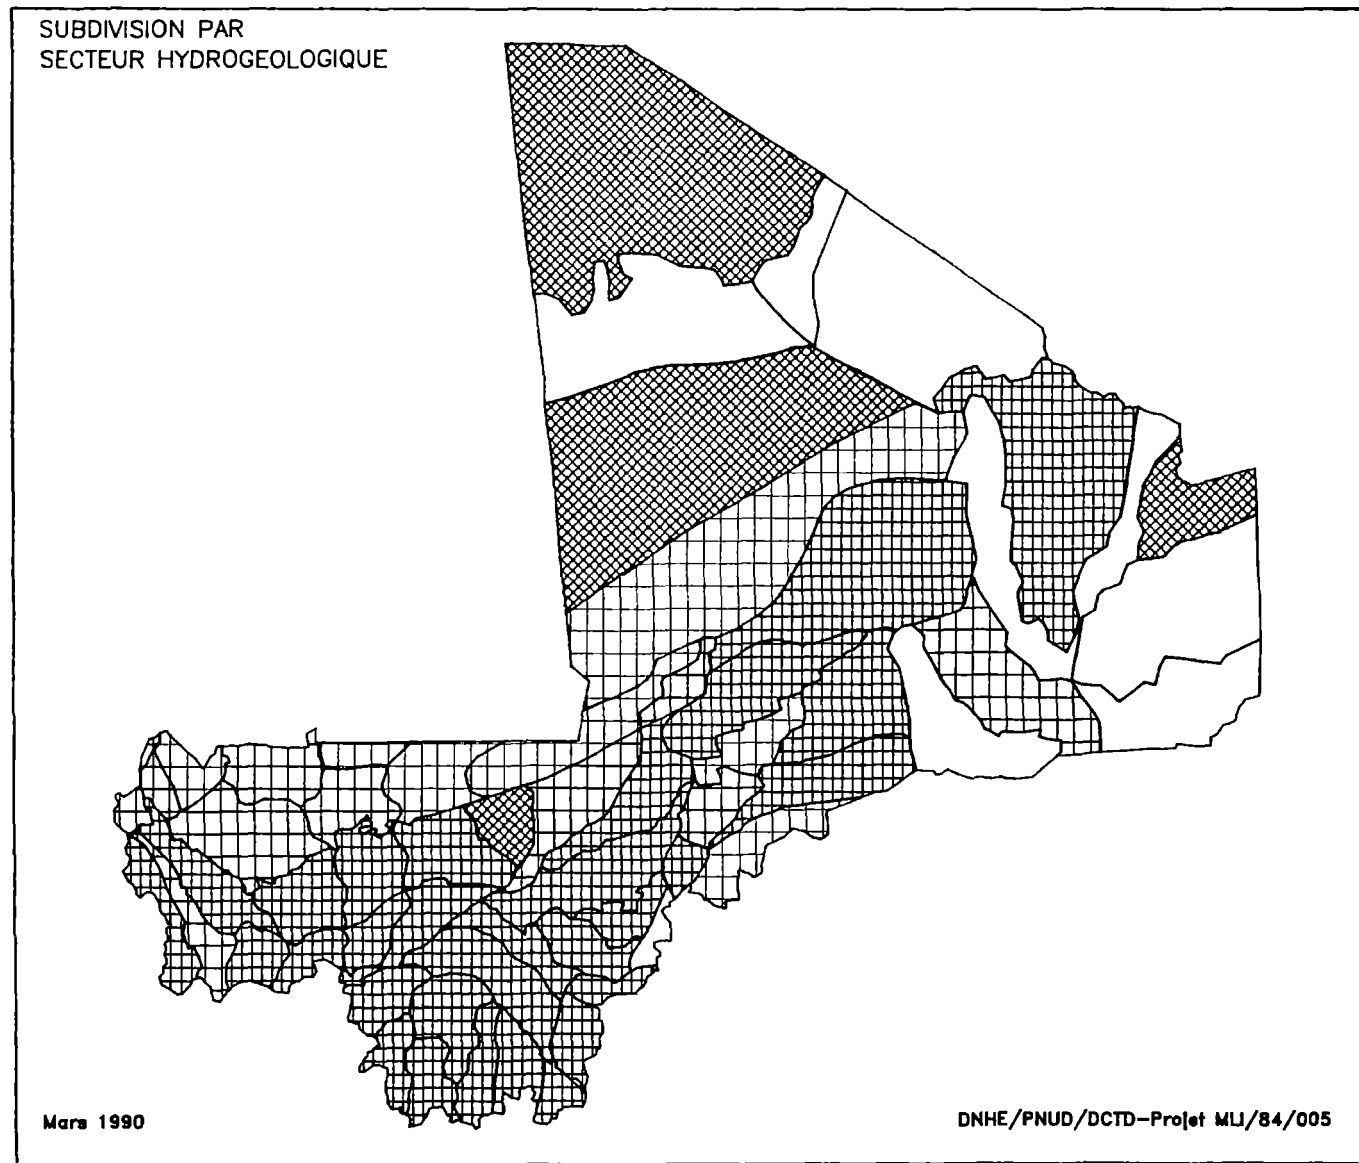 SUBDIVISION PAR
SECTEUR HYDROGEOLOGIQUE
Mars 1990
DNHE/PNUD/DCTD-Projet MLI/84/005